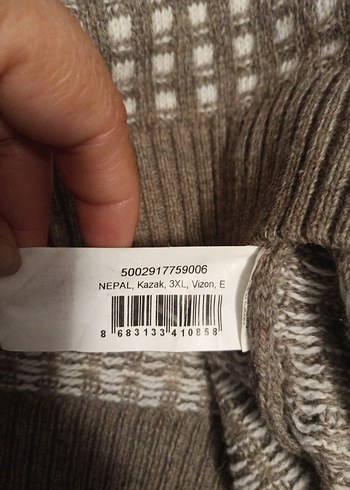 5002917759006
NEPAL, Kazak, 3XL, Vizon, E
8 683133 410858